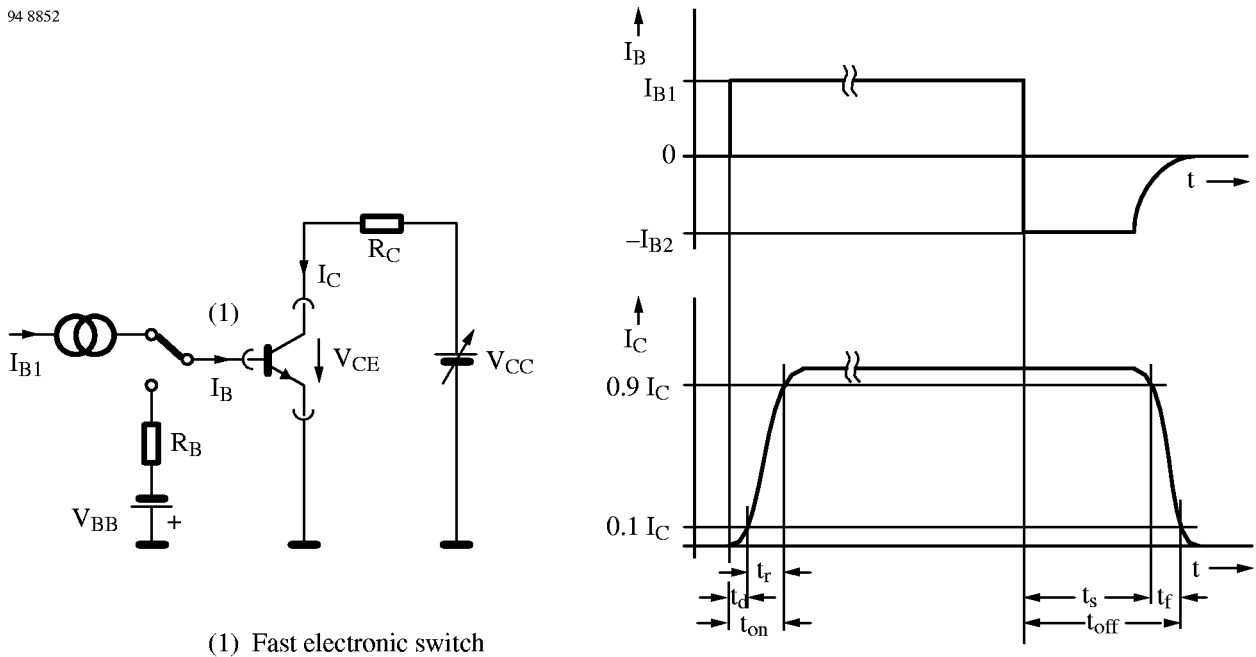 94 8852
I_B1
(1)
I_B
R_B
V_BB
+
I_C
R_C
V_CE
V_CC
(1) Fast electronic switch
I_B
I_B1
0
t
–I_B2
I_C
0.9 I_C
0.1 I_C
t
t_r
t_d
t_on
t_s
t_f
t_off